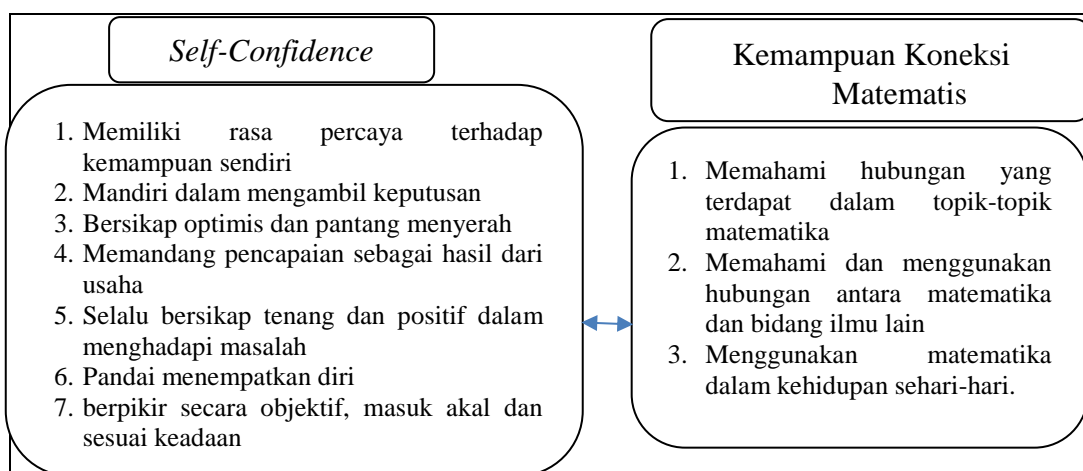 Self-Confidence
1. Memiliki rasa percaya terhadap
kemampuan sendiri
2. Mandiri dalam mengambil keputusan
3. Bersikap optimis dan pantang menyerah
4. Memandang pencapaian sebagai hasil dari
usaha
5. Selalu bersikap tenang dan positif dalam
menghadapi masalah
6. Pandai menempatkan diri
7. berpikir secara objektif, masuk akal dan
sesuai keadaan
Kemampuan Koneksi
Matematis
1. Memahami hubungan yang
terdapat dalam topik-topik
matematika
2. Memahami dan menggunakan
hubungan antara matematika
dan bidang ilmu lain
3. Menggunakan matematika
dalam kehidupan sehari-hari.